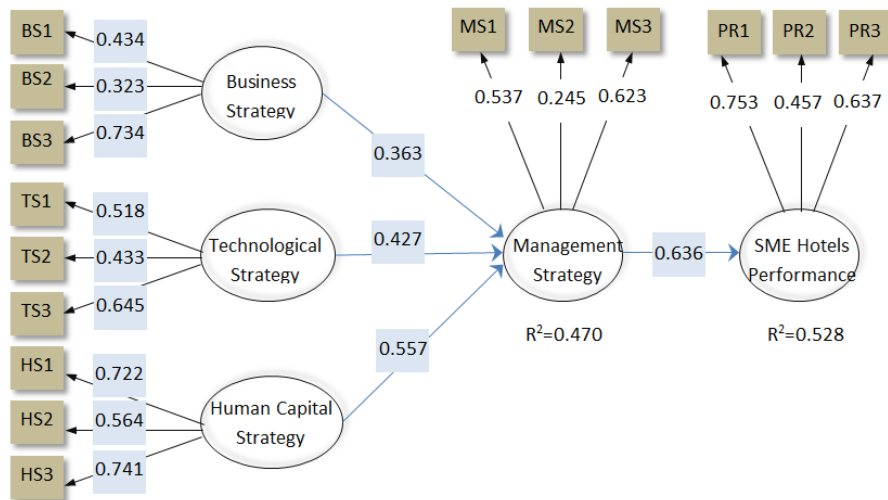 BS1
0.434
BS2
0.323
BS3
0.734
Business
Strategy
0.363
TS1
0.518
TS2
0.433
TS3
0.645
Technological
Strategy
0.427
HS1
0.722
HS2
0.564
HS3
0.741
Human Capital
Strategy
0.557
MS1
MS2
MS3
0.537
0.245
0.623
Management
Strategy
R²=0.470
0.636
PR1
PR2
PR3
0.753
0.457
0.637
SME Hotels
Performance
R²=0.528